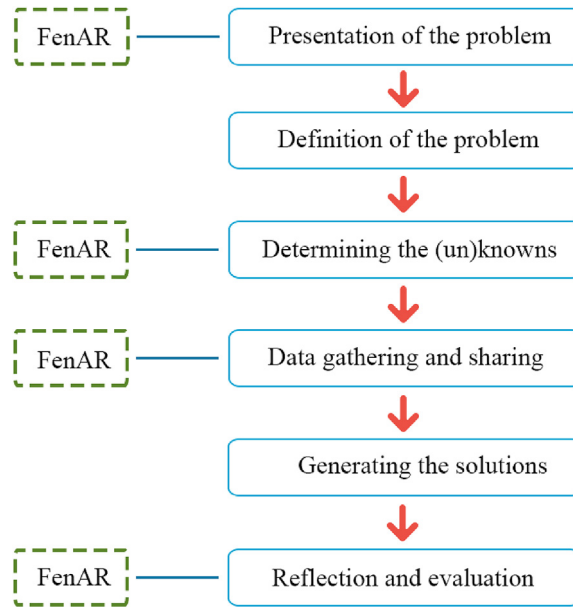 FenAR
Presentation of the problem
Definition of the problem
FenAR
Determining the (un)knowns
FenAR
Data gathering and sharing
Generating the solutions
FenAR
Reflection and evaluation